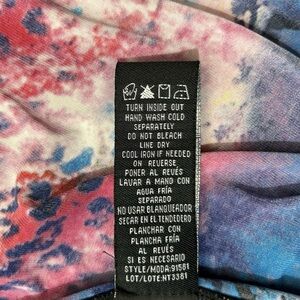 TURN INSIDE OUT
HAND WASH COLD
SEPARATELY
DO NOT BLEACH
LINE DRY
COOL IRON IF NEEDED
ON REVERSE
PONER AL REVÉS
LAVAR A MANO CON
AGUA FRÍA
SEPARADO
NO USAR BLANQUEADOR
SECAR EN EL TENDEDERO
PLANCHAR CON
PLANCHA FRÍA
AL REVÉS
SI ES NECESARIO
STYLE/MODA:91581
LOT/LOTE:NT3381